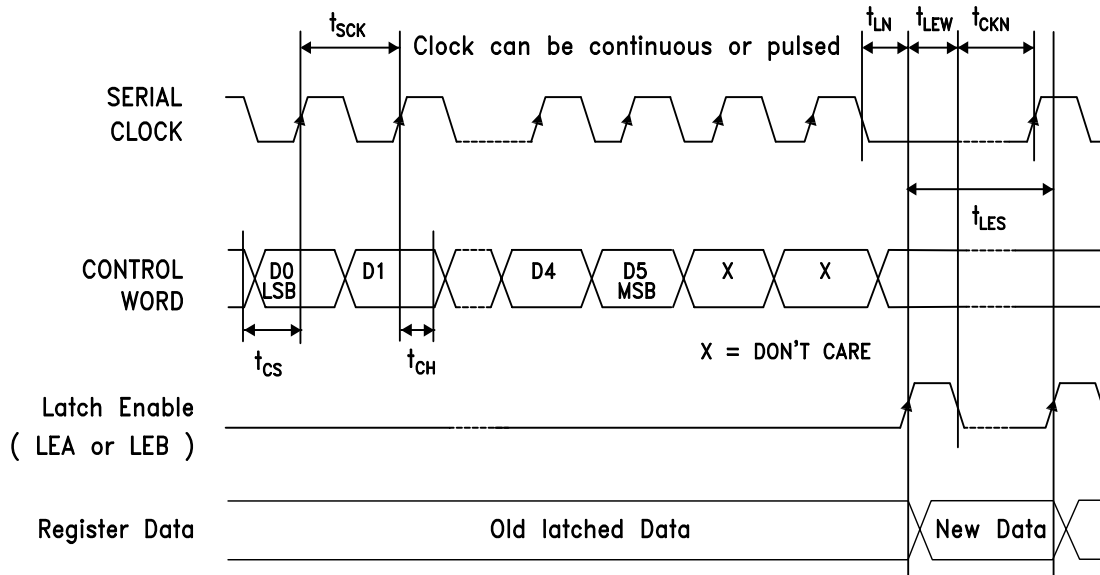 tSCK
Clock can be continuous or pulsed
tLN
tLEW
tCKN
SERIAL
CLOCK
tLES
CONTROL
WORD
D0
LSB
D1
D4
D5
MSB
X
X
tCS
tCH
X = DON'T CARE
Latch Enable
( LEA or LEB )
Register Data
Old latched Data
New Data